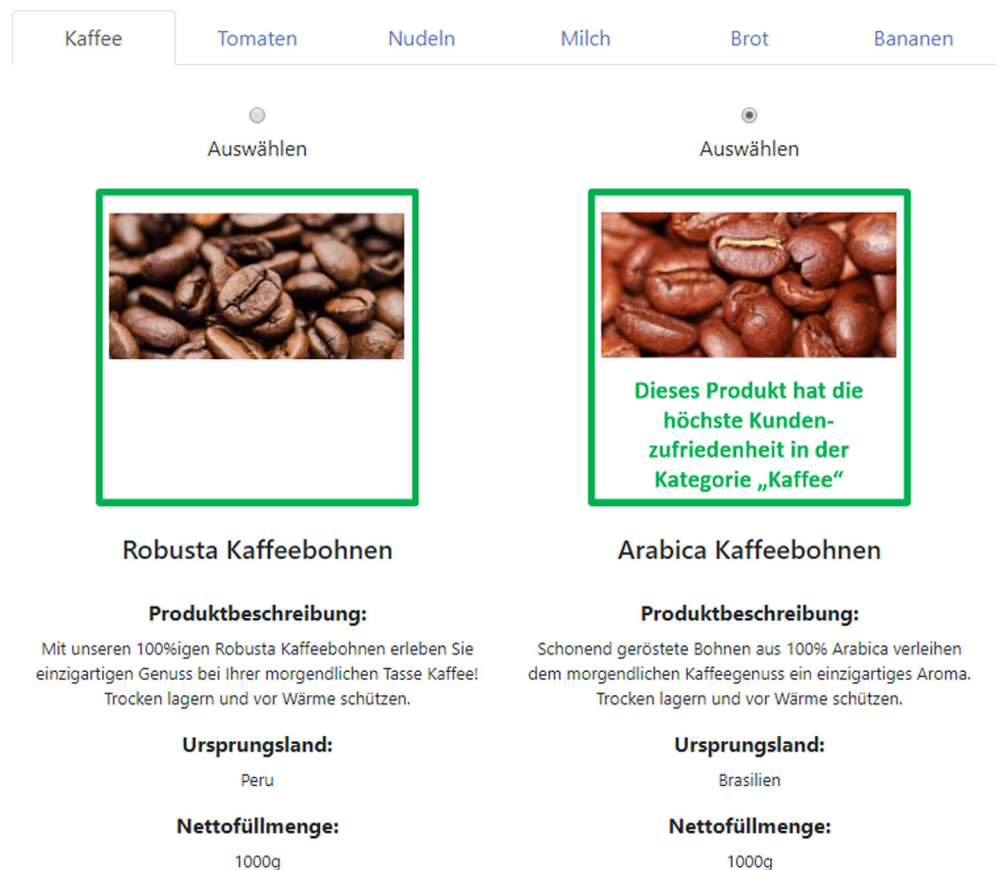 Kaffee Tomaten Nudeln Milch Brot Bananen
Auswählen
Auswählen
Dieses Produkt hat die
höchste Kunden-
zufriedenheit in der
Kategorie „Kaffee“
Robusta Kaffeebohnen
Produktbeschreibung:
Mit unseren 100%igen Robusta Kaffeebohnen erleben Sie
einzigartigen Genuss bei Ihrer morgendlichen Tasse Kaffee!
Trocken lagern und vor Wärme schützen.
Ursprungsland:
Peru
Nettofüllmenge:
1000g
Arabica Kaffeebohnen
Produktbeschreibung:
Schonend geröstete Bohnen aus 100% Arabica verleihen
dem morgendlichen Kaffeegenuss ein einzigartiges Aroma.
Trocken lagern und vor Wärme schützen.
Ursprungsland:
Brasilien
Nettofüllmenge:
1000g